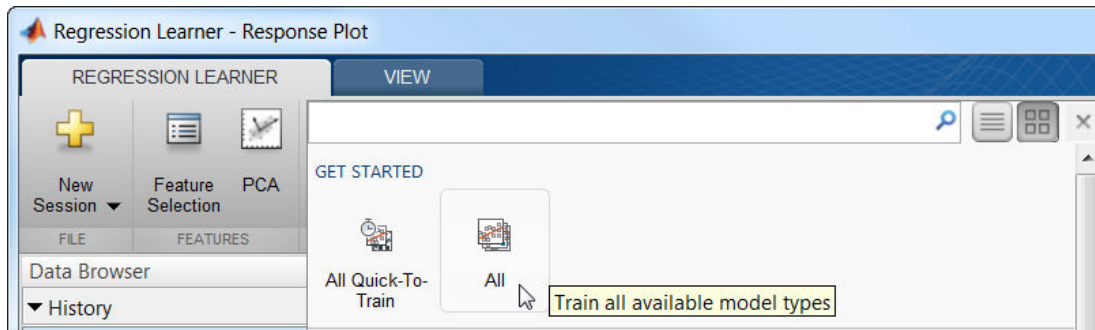 Regression Learner - Response Plot
REGRESSION LEARNER
VIEW
New
Session
Feature
Selection
PCA
FILE
FEATURES
GET STARTED
All Quick-To-
Train
All
Train all available model types
Data Browser
History